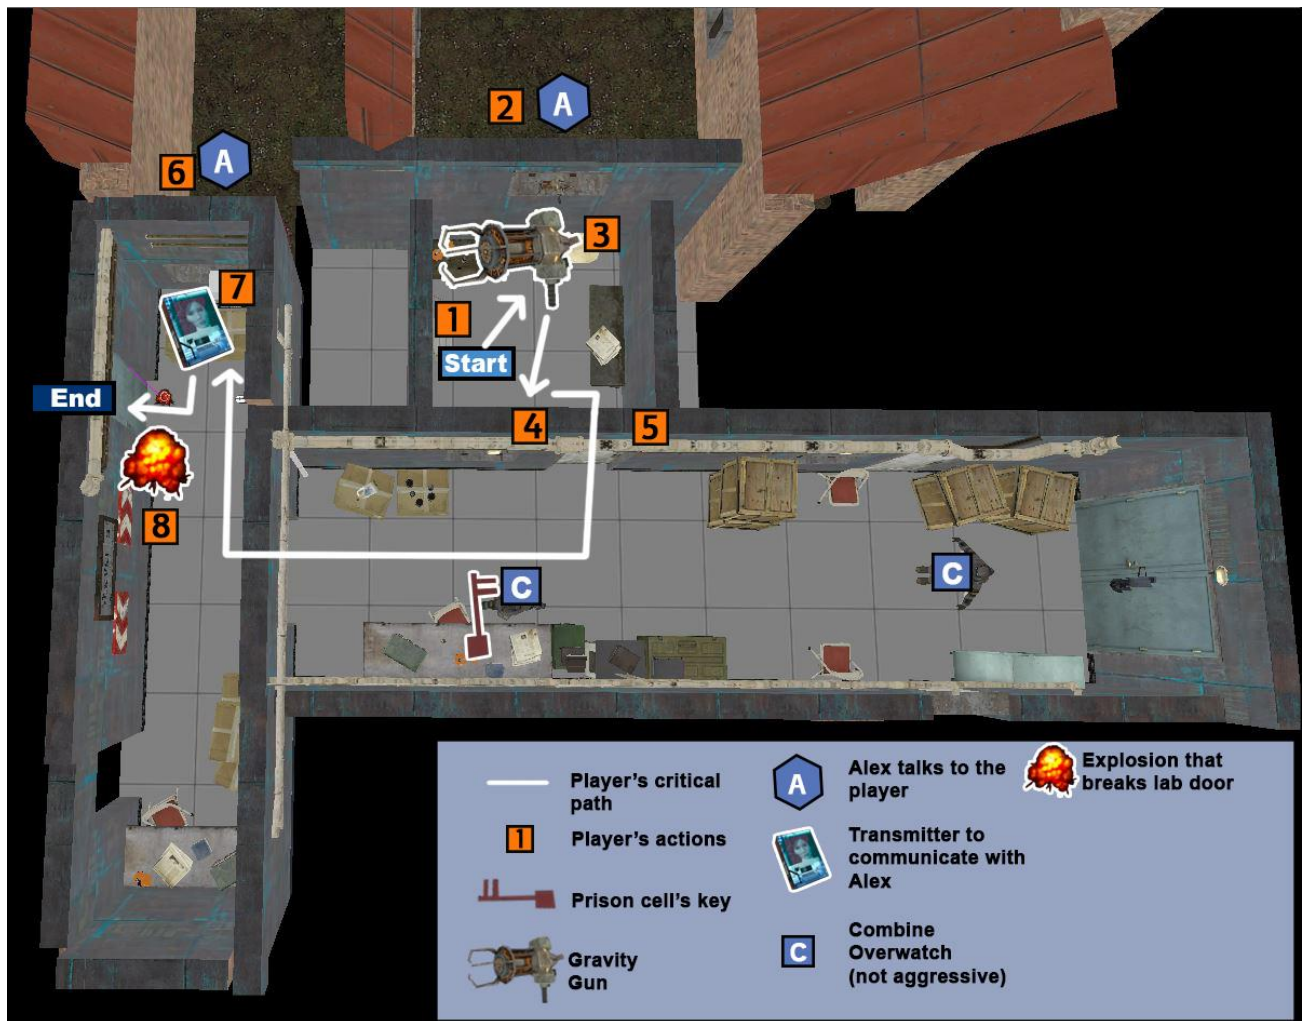 2
A
6
A
3
7
1
Start
End
4
5
8
C
C
Player's critical
path
1
Player's actions
Prison cell's key
Gravity
Gun
A
Alex talks to the
player
Transmitter to
communicate with
Alex
C
Combine
Overwatch
(not aggressive)
Explosion that
breaks lab door